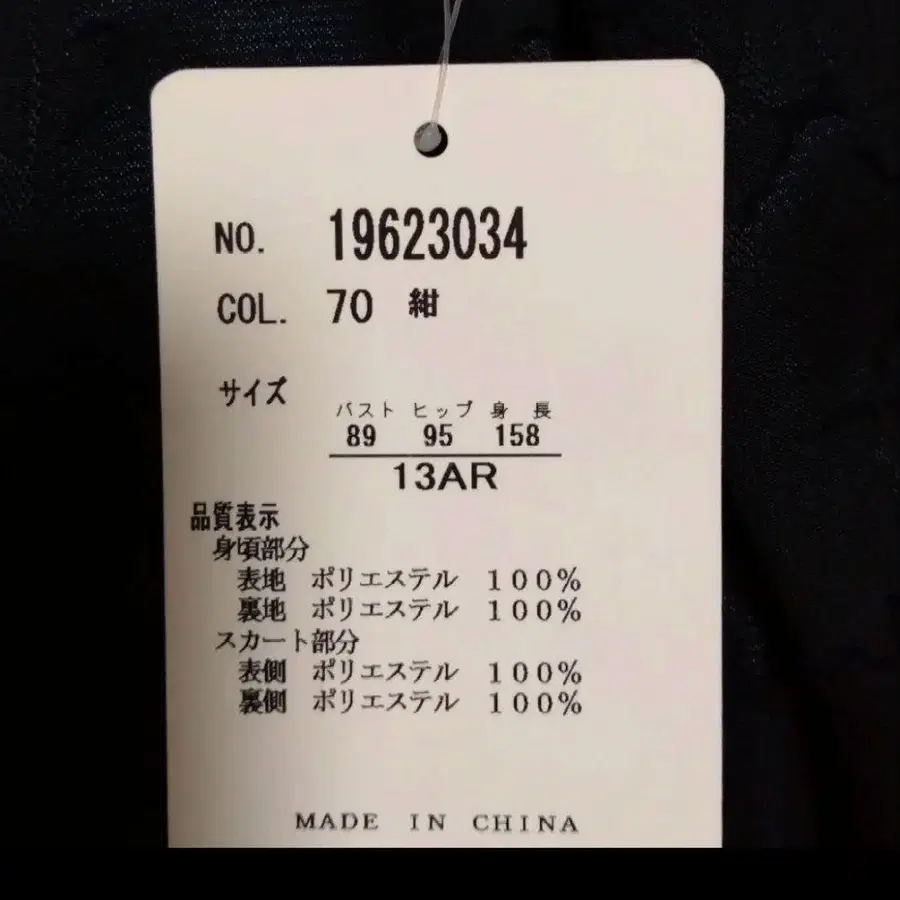 NO. 19623034
COL. 70 紺
サイズ
バスト ヒップ 身 長
89 95 158
13AR
品質表示
身頃部分
表地 ポリエステル 100%
裏地 ポリエステル 100%
スカート部分
表側 ポリエステル 100%
裏側 ポリエステル 100%
MADE IN CHINA